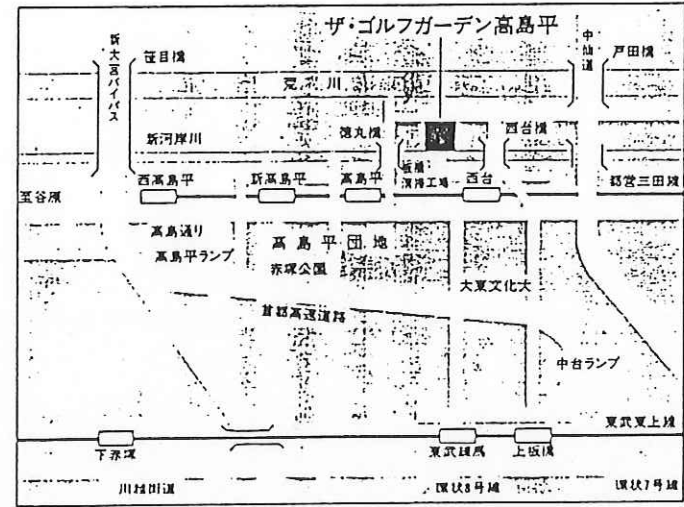 ザ・ゴルフガーデン高島平
新大宮バイパス
笹目橋
中仙道
戸田橋
荒川
新河岸川
徳丸橋
西台橋
板橋
清掃工場
西高島平
新高島平
高島平
西台
都営三田線
至谷原
高島通り
高島平ランプ
高島平団地
赤塚公園
大東文化大
首都高速道路
中台ランプ
東武東上線
下赤塚
東武練馬
上板橋
川越街道
環状8号線
環状7号線